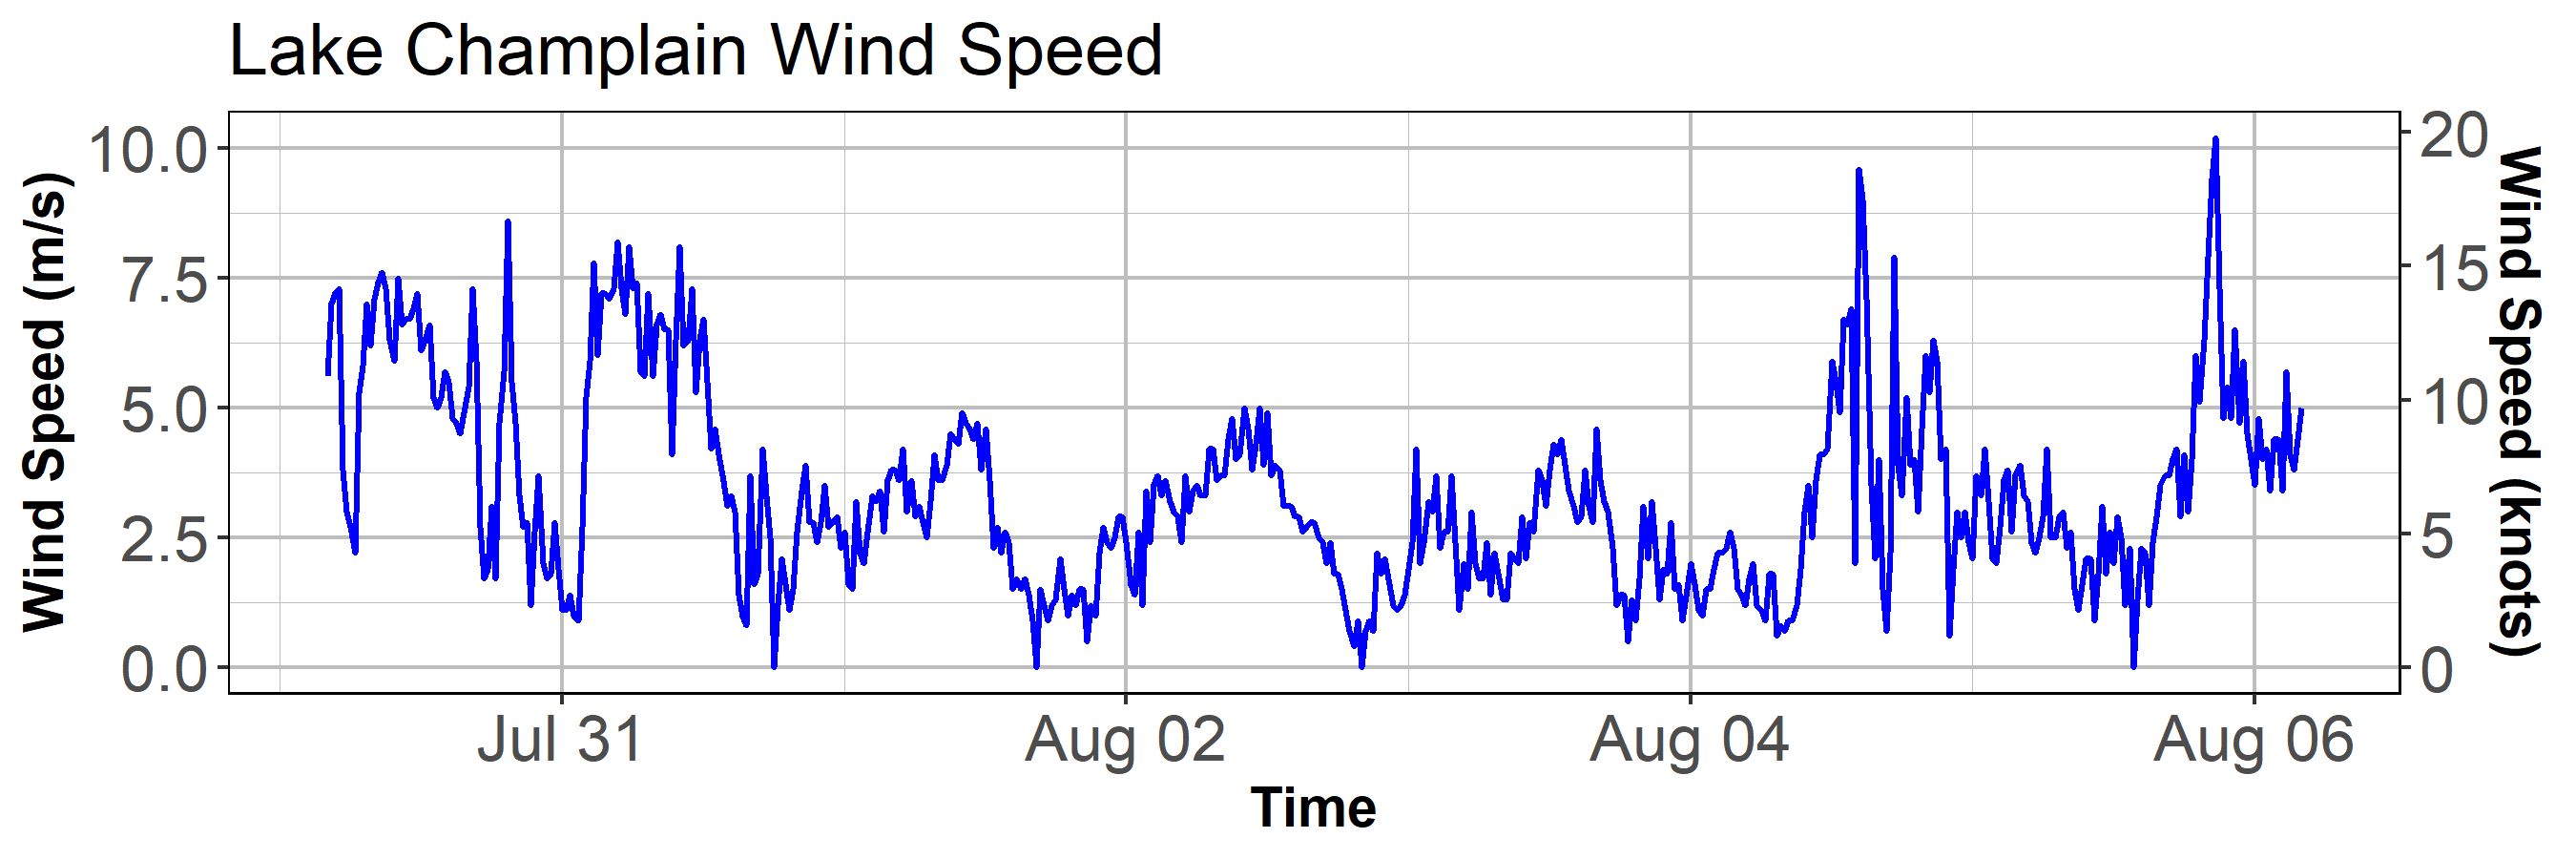 Lake Champlain Wind Speed
Wind Speed (m/s)
10.0
7.5
5.0
2.5
0.0
20
15
10
5
0
Wind Speed (knots)
Jul 31
Aug 02
Aug 04
Aug 06
Time